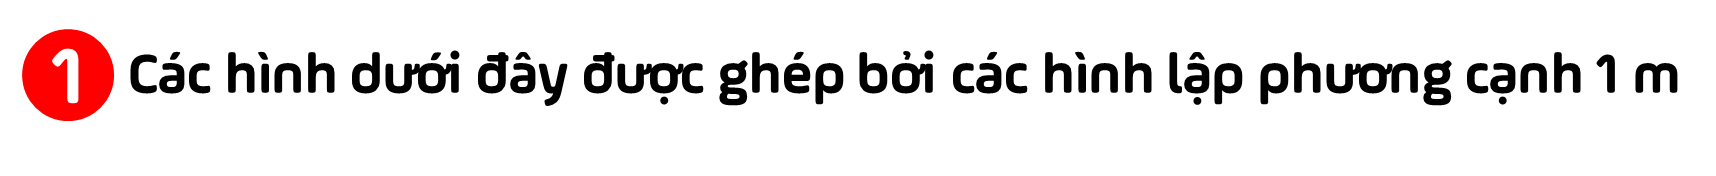 1 Các hình dưới đây được ghép bởi các hình lập phương cạnh 1 m